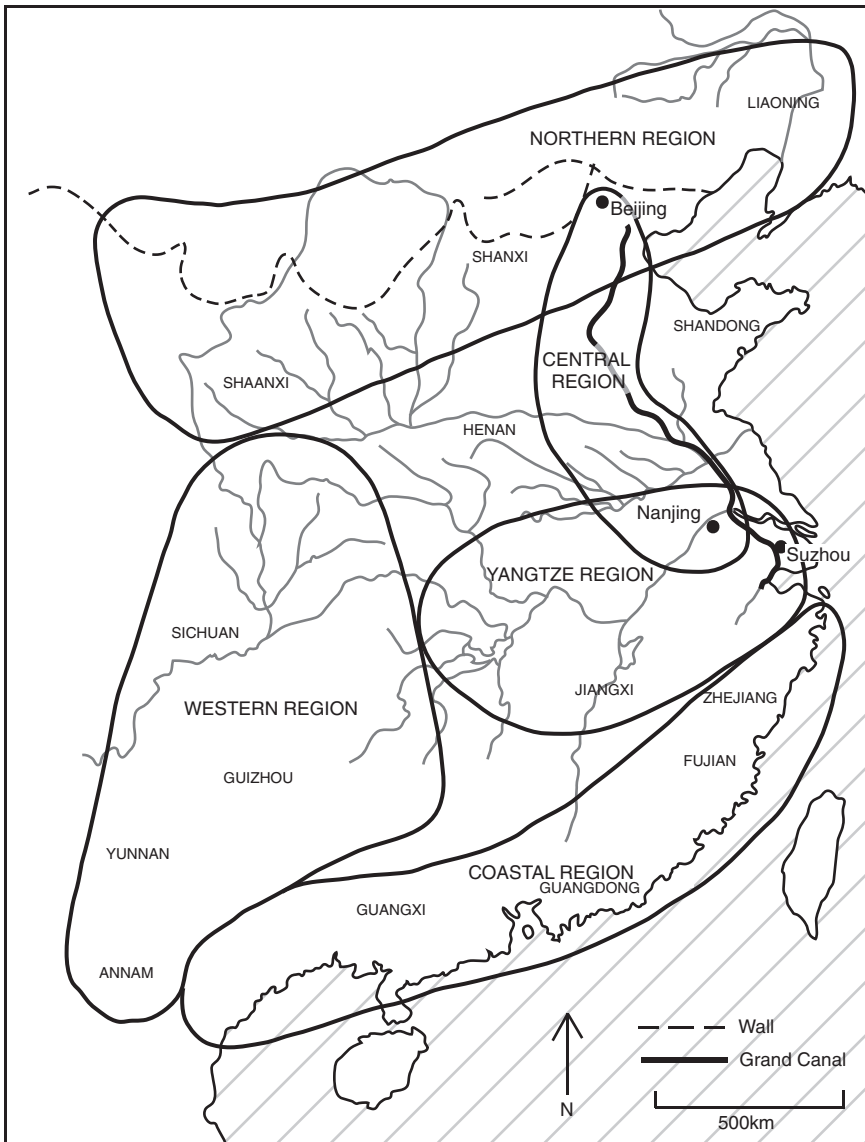 LIAONING
NORTHERN REGION
Beijing
SHANXI
SHANDONG
CENTRAL
REGION
SHAANXI
HENAN
Nanjing
Suzhou
YANGTZE REGION
SICHUAN
JIANGXI
ZHEJIANG
WESTERN REGION
FUJIAN
GUIZHOU
YUNNAN
COASTAL REGION
GUANGDONG
GUANGXI
ANNAM
Wall
Grand Canal
N
500km